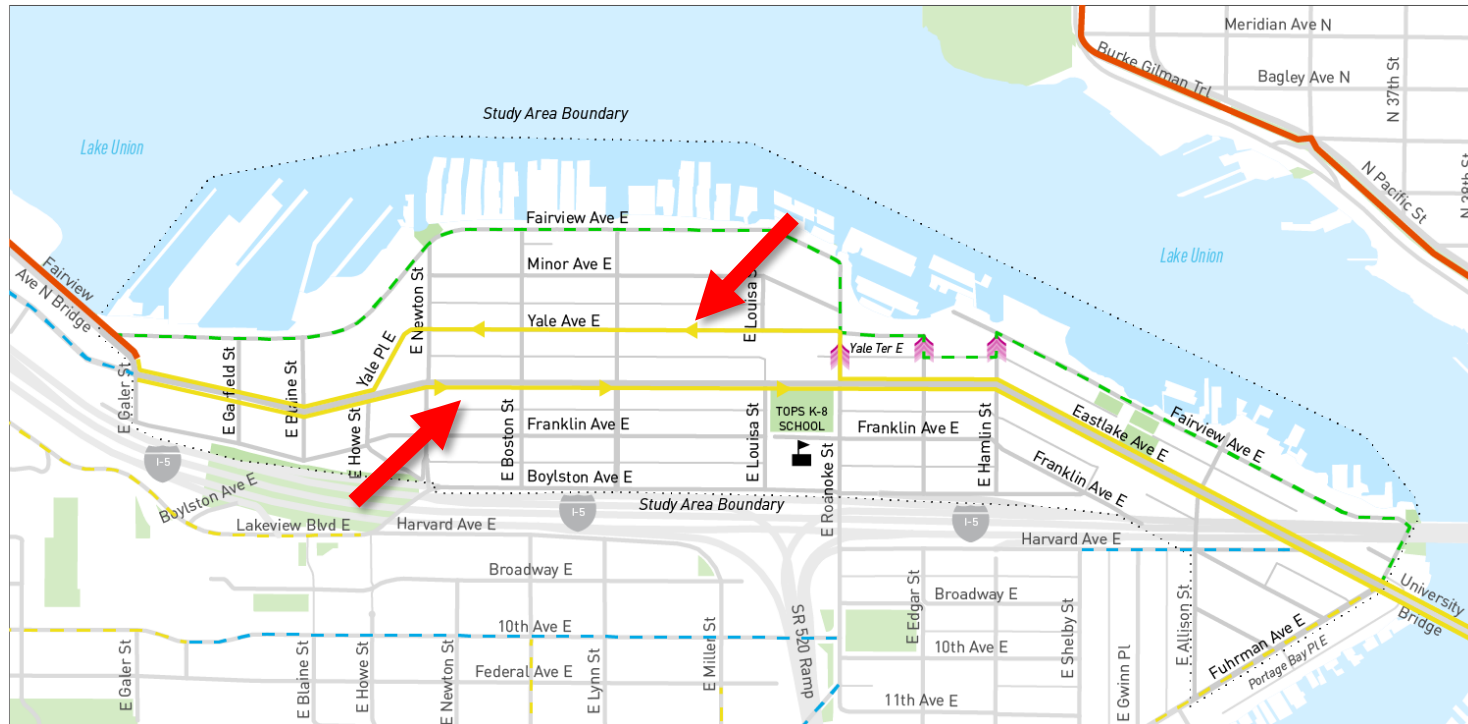 Meridian Ave N
Burke Gilman Trl
Bagley Ave N
N 37th St
N Pacific St
N 38th St
Study Area Boundary
Lake Union
Lake Union
Fairview
Ave N Bridge
Fairview Ave E
Minor Ave E
E Newton St
E Louisa S
Yale Ave E
Yale Pl E
Yale Ter E
E Galer St
E Garfield St
E Blaine St
E Howe St
E Boston St
E Louisa St
TOPS K-8
SCHOOL
Franklin Ave E
Franklin Ave E
E Roanoke St
E Hamlin St
Eastlake Ave E
Fairview Ave E
Franklin Ave E
I-5
Boylston Ave E
Boylston Ave E
I-5
Study Area Boundary
I-5
Lakeview Blvd E
Harvard Ave E
Harvard Ave E
Broadway E
SR 520 Ramp
E Edgar St
Broadway E
E Shelby St
E Gwinn Pl
E Allison St
University
Bridge
10th Ave E
10th Ave E
E Galer St
E Blaine St
E Howe St
E Newton St
Federal Ave E
E Lynn St
E Miller St
11th Ave E
Fuhrman Ave E
Portage Bay Pl E